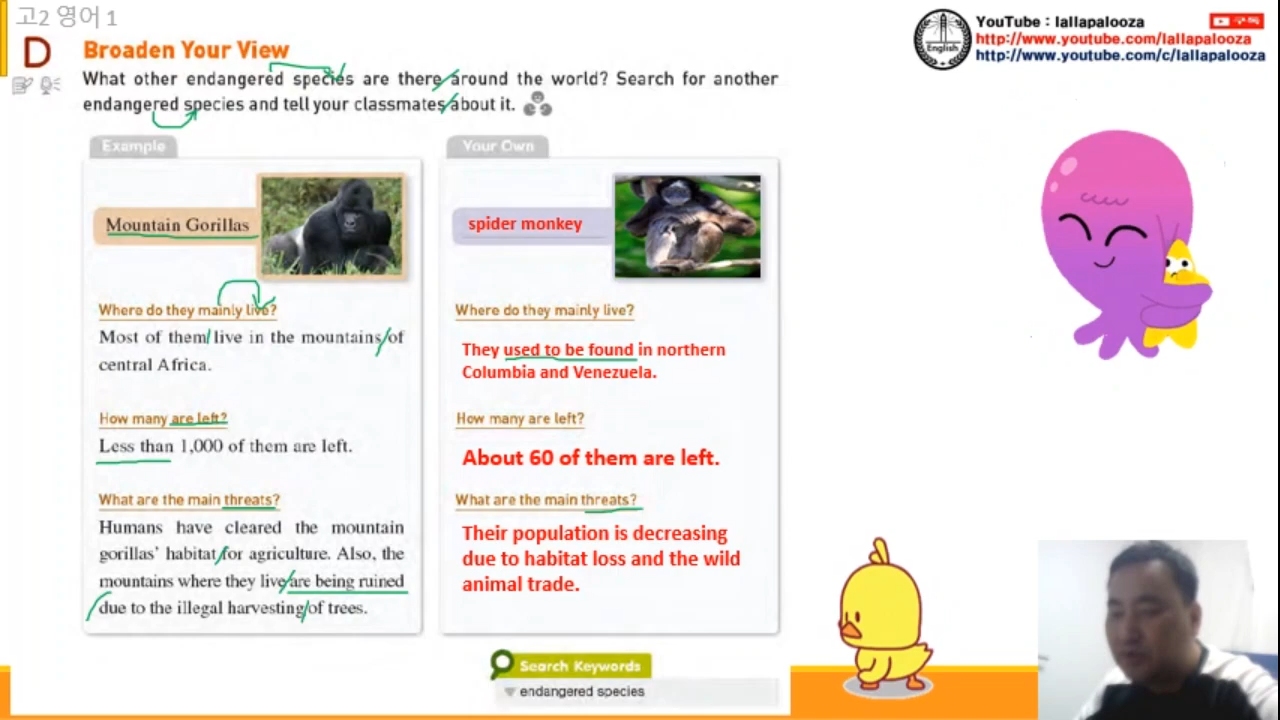 고2 영어 1
YouTube : lallapalooza
구독
http://www.youtube.com/lallapalooza
http://www.youtube.com/c/lallapalooza
English
D
Broaden Your View
What other endangered species are there around the world? Search for another
endangered species and tell your classmates about it.
Example
Mountain Gorillas
Where do they mainly live?
Most of them live in the mountains of
central Africa.
How many are left?
Less than 1,000 of them are left.
What are the main threats?
Humans have cleared the mountain
gorillas' habitat for agriculture. Also, the
mountains where they live are being ruined
due to the illegal harvesting of trees.
Your Own
spider monkey
Where do they mainly live?
They used to be found in northern
Columbia and Venezuela.
How many are left?
About 60 of them are left.
What are the main threats?
Their population is decreasing
due to habitat loss and the wild
animal trade.
Search Keywords
endangered species